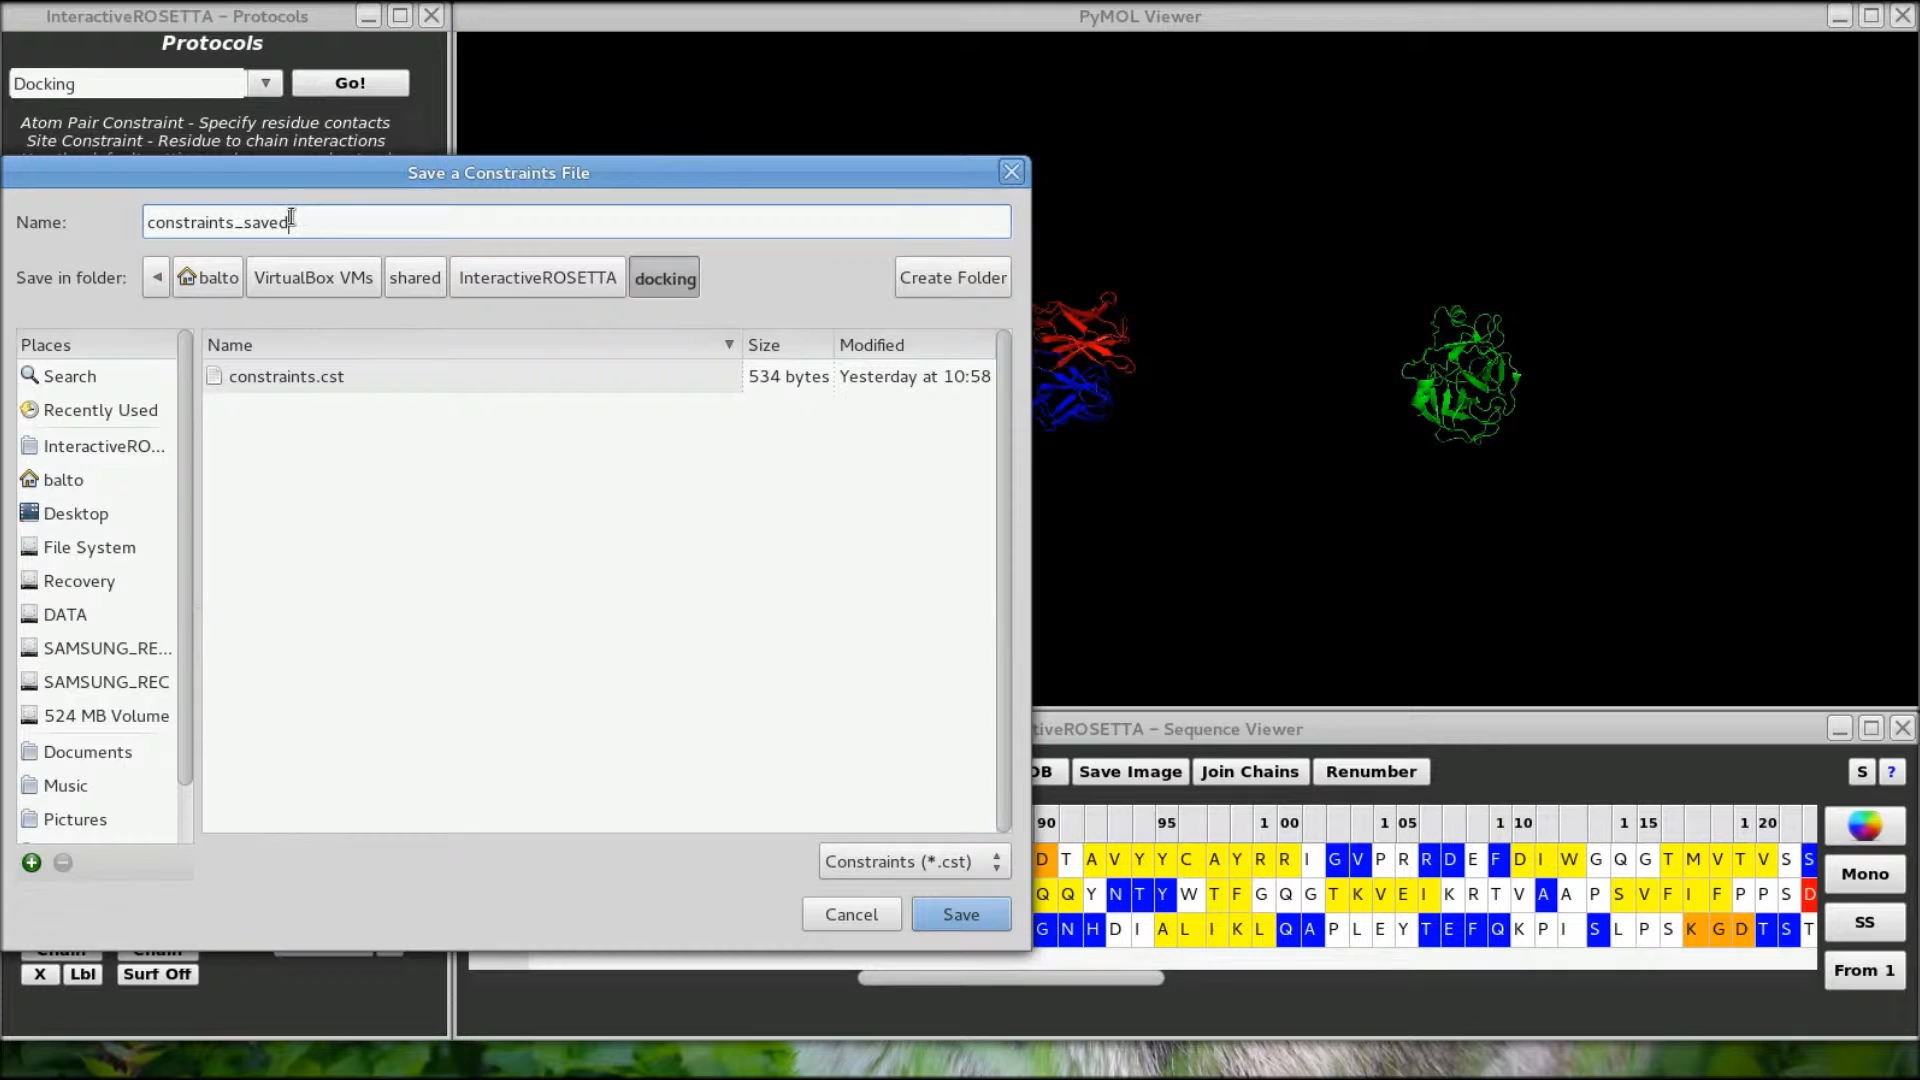 InteractiveROSETTA – Protocols
PyMOL Viewer
Protocols
Docking
Go!
Atom Pair Constraint - Specify residue contacts
Site Constraint - Residue to chain interactions
Save a Constraints File
Name:
constraints_saved
Save in folder:
balto
VirtualBox VMs
shared
InteractiveROSETTA
docking
Create Folder
Places
Name
Size
Modified
Search
constraints.cst
534 bytes
Yesterday at 10:58
Recently Used
InteractiveRO...
balto
Desktop
File System
Recovery
DATA
SAMSUNG_RE...
SAMSUNG_REC
524 MB Volume
Documents
Music
Pictures
Constraints (*.cst)
Cancel
Save
tiveROSETTA – Sequence Viewer
DB
Save Image
Join Chains
Renumber
S
?
90 95 1 00 1 05 1 10 1 15 1 20
D T A V Y Y C A Y R R I G V P R R D E F D I W G Q G T M V T V S S
Q Q Y N T Y W T F G Q G T K V E I K R T V A A P S V F I F P P S D
G N H D I A L I K L Q A P L E Y T E F Q K P I S L P S K G D T S T
Mono
SS
From 1
Chain
Chain
X
Lbl
Surf Off